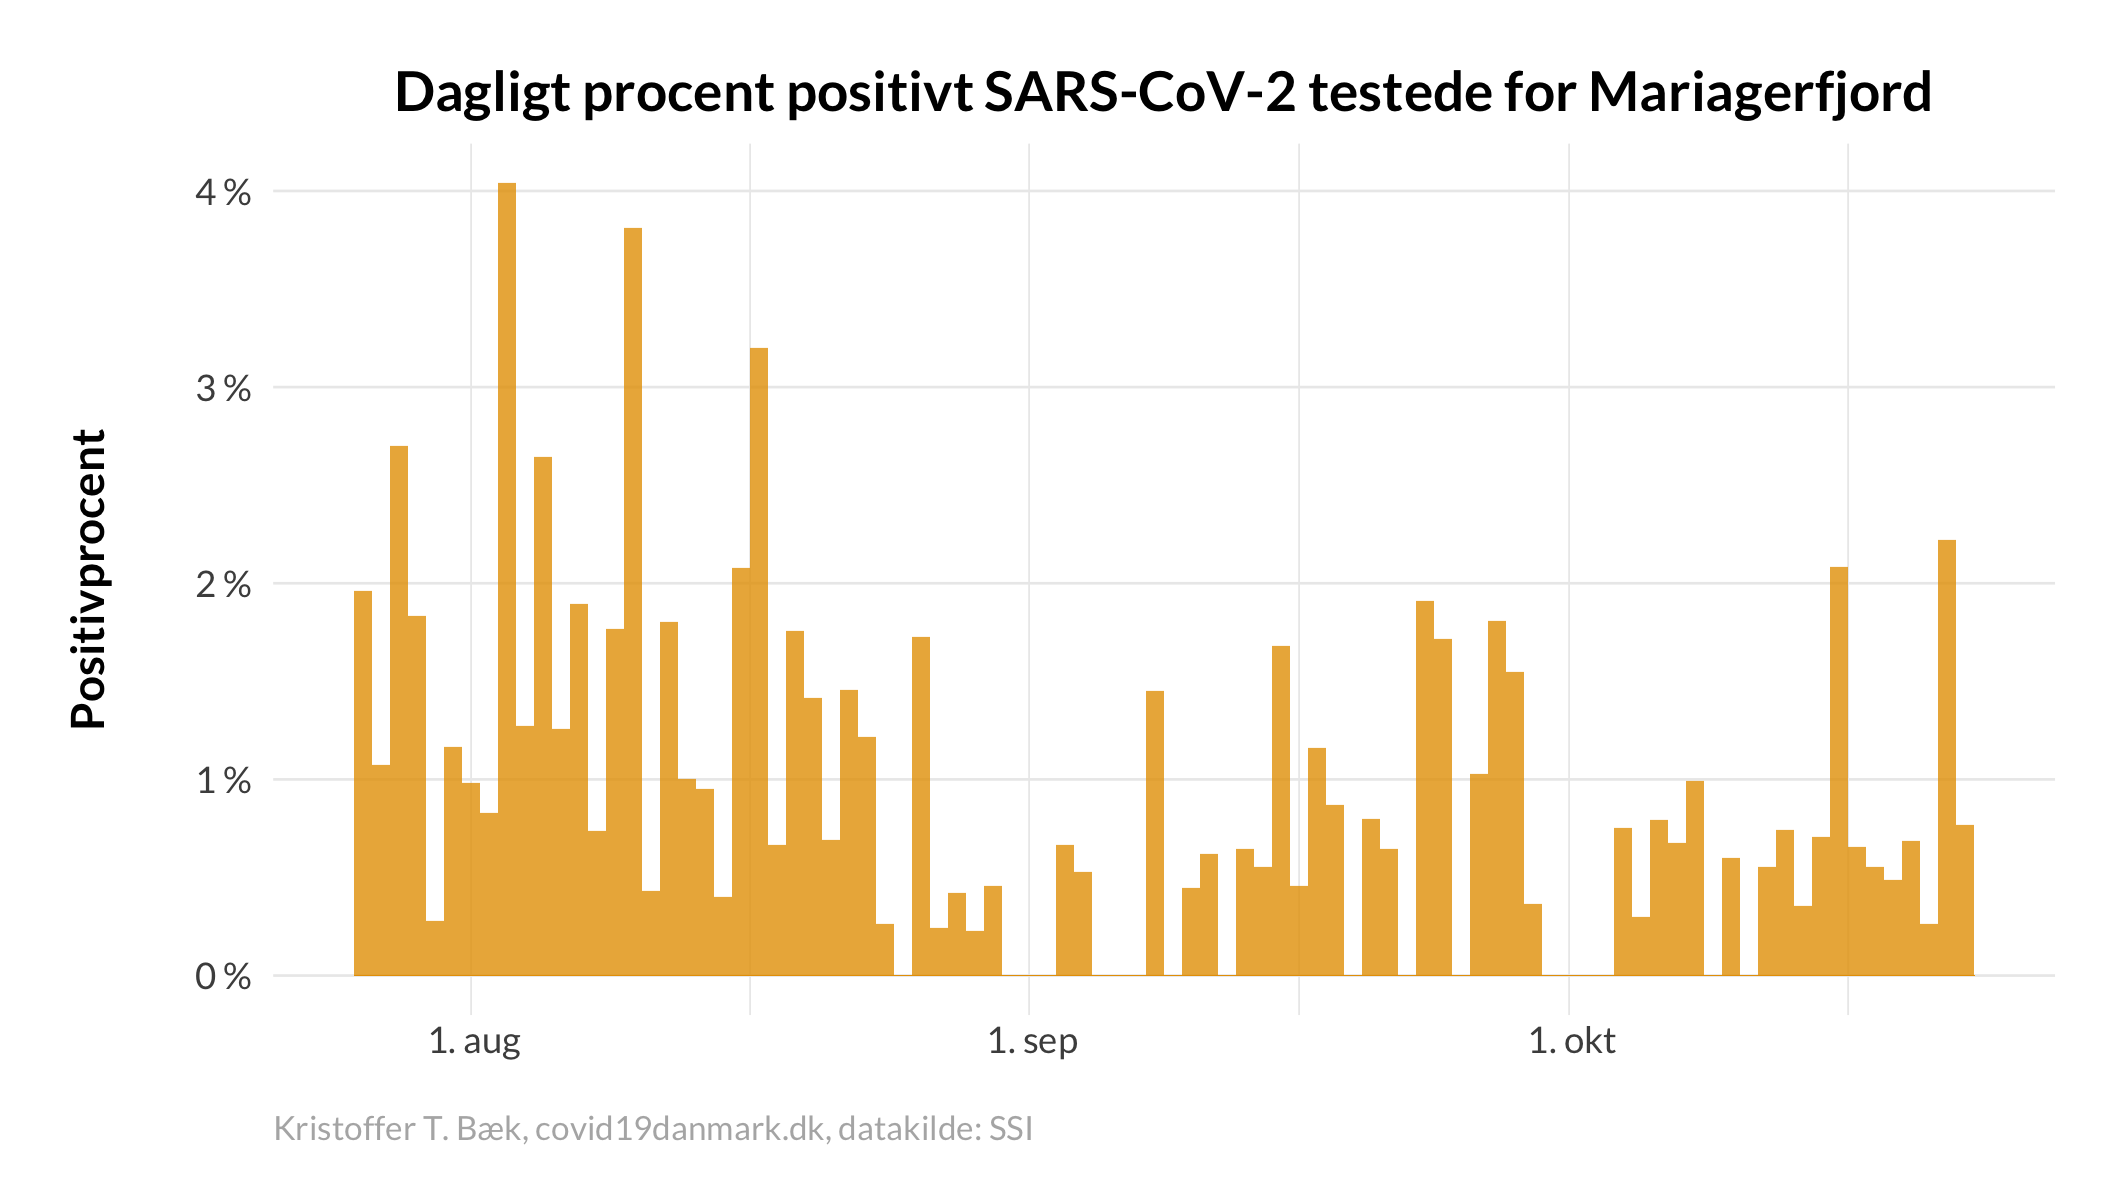 Dagligt procent positivt SARS-CoV-2 testede for Mariagerfjord
Positivprocent
4 %
3 %
2 %
1 %
0 %
1. aug
1. sep
1. okt
Kristoffer T. Bæk, covid19danmark.dk, datakilde: SSI